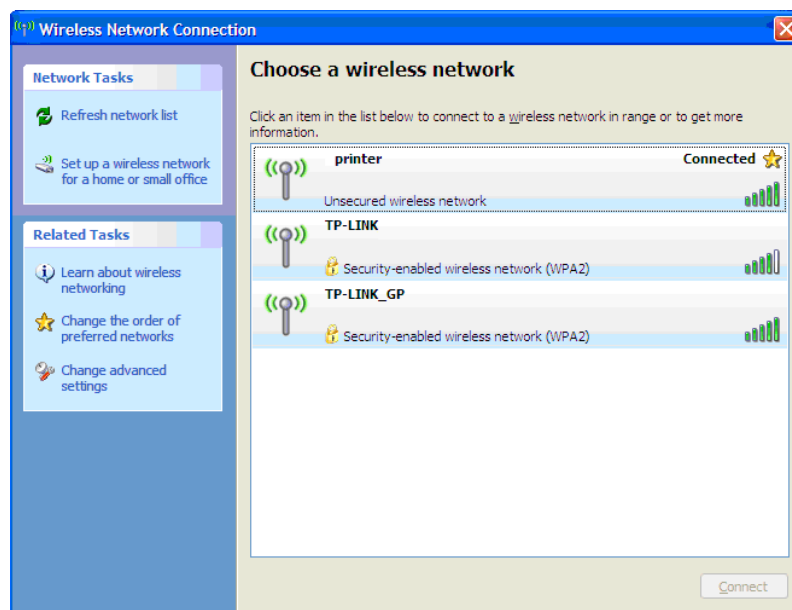 Wireless Network Connection
Network Tasks
Refresh network list
Set up a wireless network
for a home or small office
Related Tasks
Learn about wireless
networking
Change the order of
preferred networks
Change advanced
settings
Choose a wireless network
Click an item in the list below to connect to a wireless network in range or to get more
information.
printer
Connected
Unsecured wireless network
TP-LINK
Security-enabled wireless network (WPA2)
TP-LINK_GP
Security-enabled wireless network (WPA2)
Connect